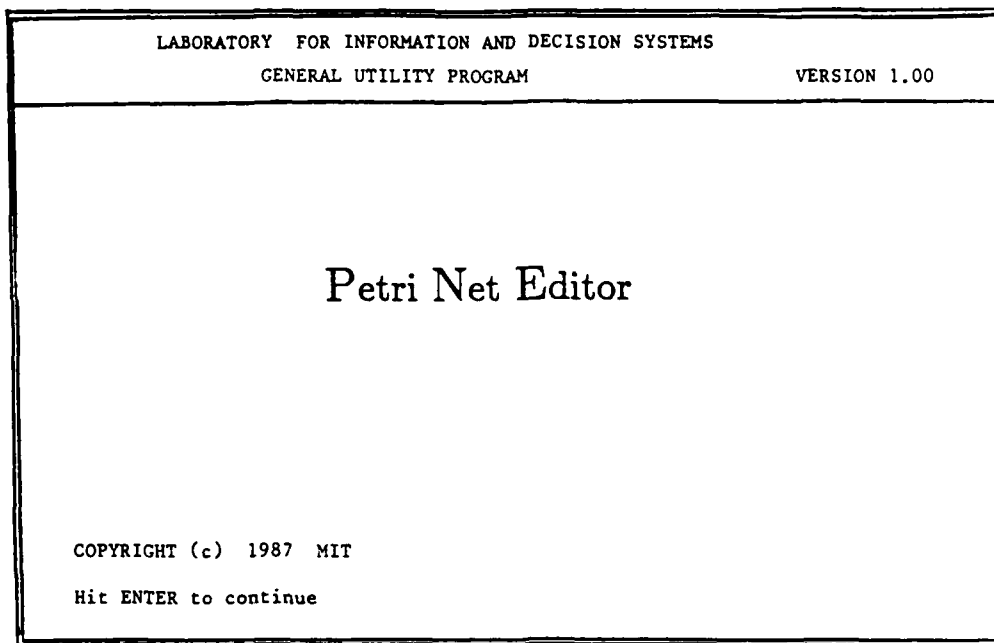 LABORATORY FOR INFORMATION AND DECISION SYSTEMS
GENERAL UTILITY PROGRAM VERSION 1.00
Petri Net Editor
COPYRIGHT (c) 1987 MIT
Hit ENTER to continue